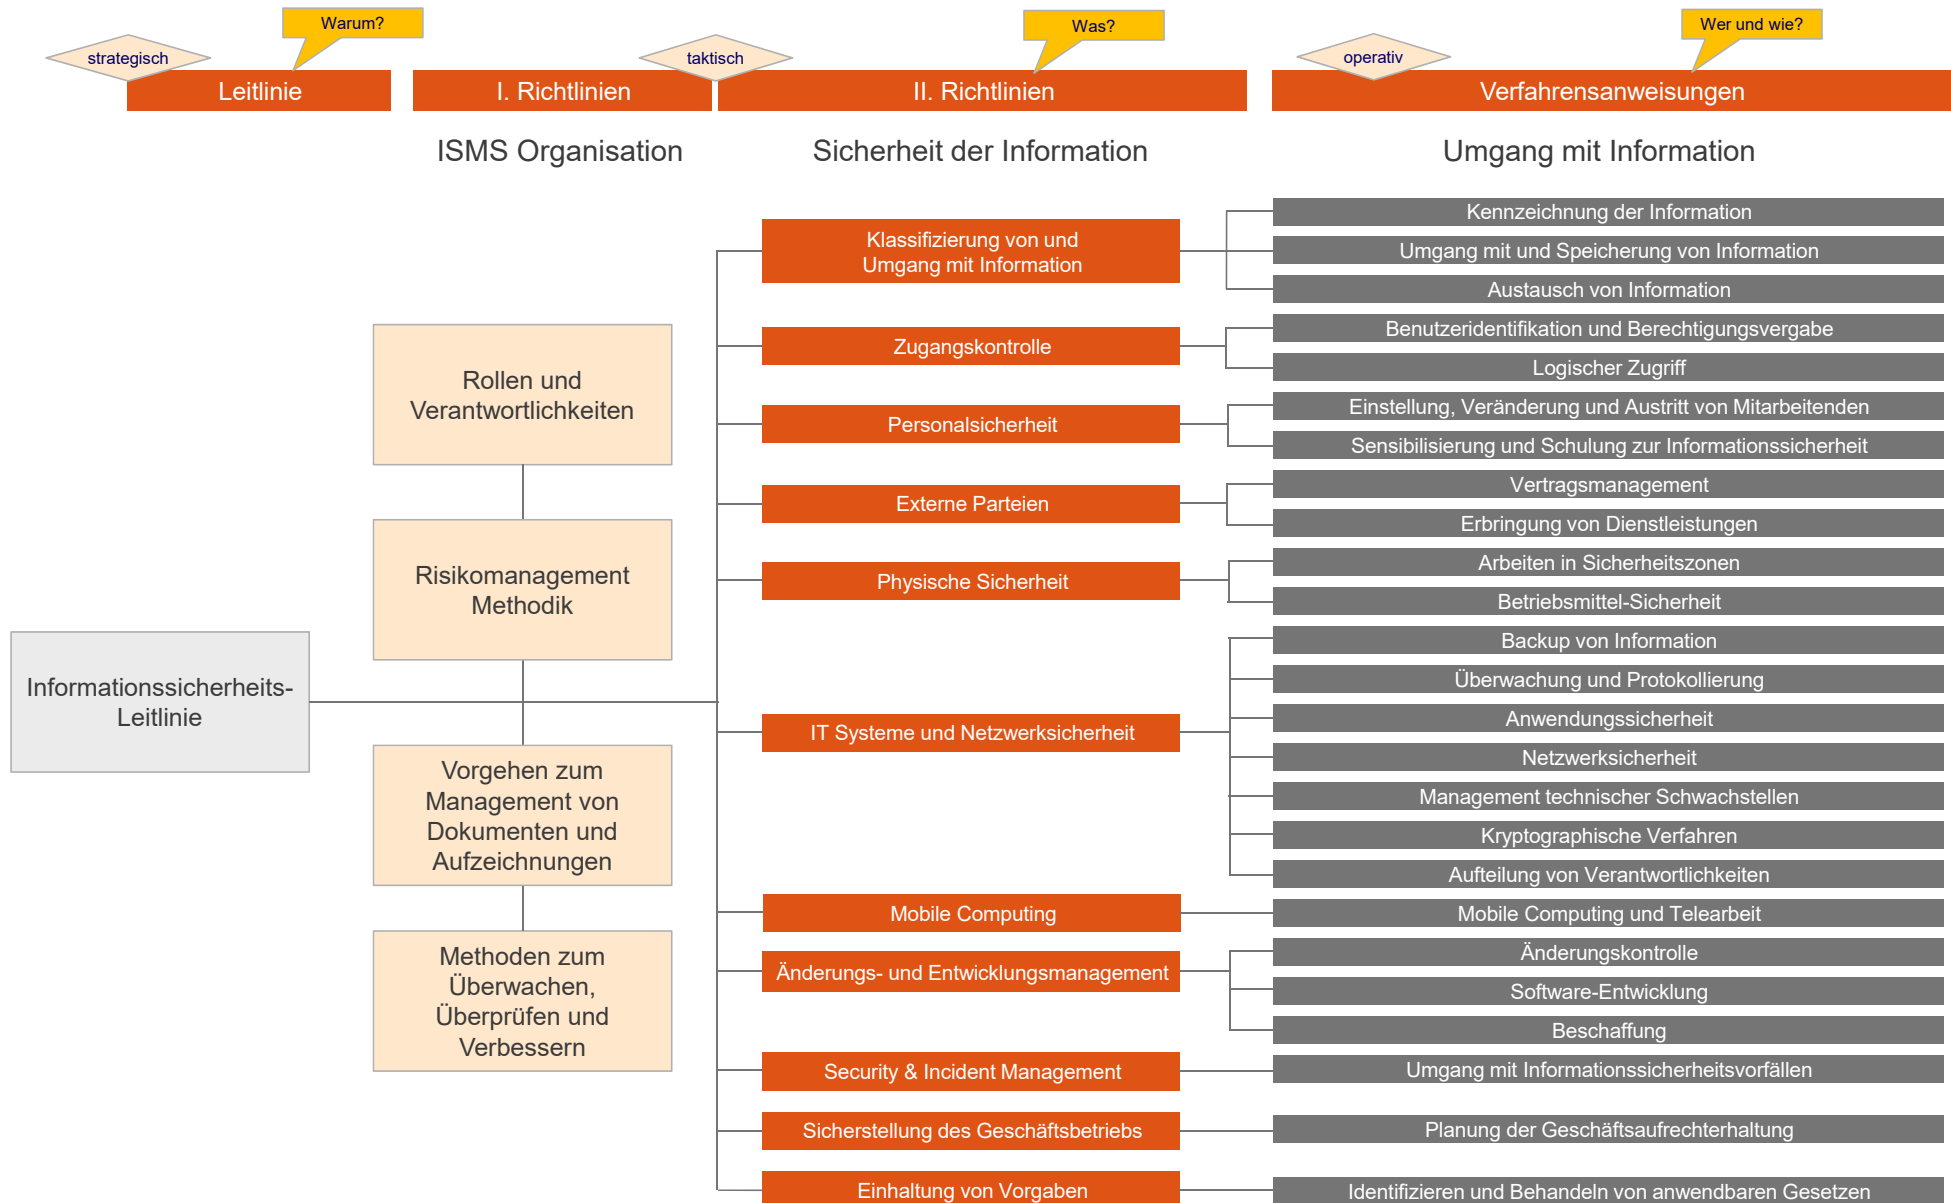 Warum?
Was?
Wer und wie?
strategisch
taktisch
operativ
Leitlinie
I. Richtlinien
II. Richtlinien
Verfahrensanweisungen
ISMS Organisation
Sicherheit der Information
Umgang mit Information
Informationssicherheits-
Leitlinie
Rollen und
Verantwortlichkeiten
Risikomanagement
Methodik
Vorgehen zum
Management von
Dokumenten und
Aufzeichnungen
Methoden zum
Überwachen,
Überprüfen und
Verbessern
Klassifizierung von und
Umgang mit Information
Kennzeichnung der Information
Umgang mit und Speicherung von Information
Austausch von Information
Zugangskontrolle
Benutzeridentifikation und Berechtigungsvergabe
Logischer Zugriff
Personalsicherheit
Einstellung, Veränderung und Austritt von Mitarbeitenden
Sensibilisierung und Schulung zur Informationssicherheit
Externe Parteien
Vertragsmanagement
Erbringung von Dienstleistungen
Physische Sicherheit
Arbeiten in Sicherheitszonen
Betriebsmittel-Sicherheit
IT Systeme und Netzwerksicherheit
Backup von Information
Überwachung und Protokollierung
Anwendungssicherheit
Netzwerksicherheit
Management technischer Schwachstellen
Kryptographische Verfahren
Aufteilung von Verantwortlichkeiten
Mobile Computing
Mobile Computing und Telearbeit
Änderungs- und Entwicklungsmanagement
Änderungskontrolle
Software-Entwicklung
Beschaffung
Security & Incident Management
Umgang mit Informationssicherheitsvorfällen
Sicherstellung des Geschäftsbetriebs
Planung der Geschäftsaufrechterhaltung
Einhaltung von Vorgaben
Identifizieren und Behandeln von anwendbaren Gesetzen